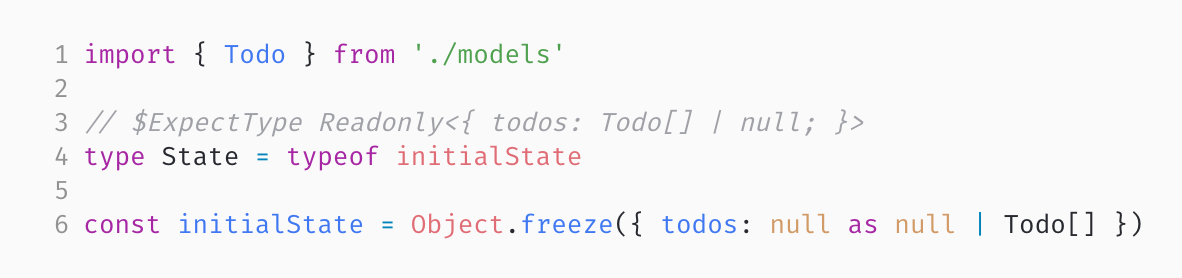 1 import { Todo } from './models'
2
3 // $ExpectType Readonly<{ todos: Todo[] | null; }>
4 type State = typeof initialState
5
6 const initialState = Object.freeze({ todos: null as null | Todo[] })